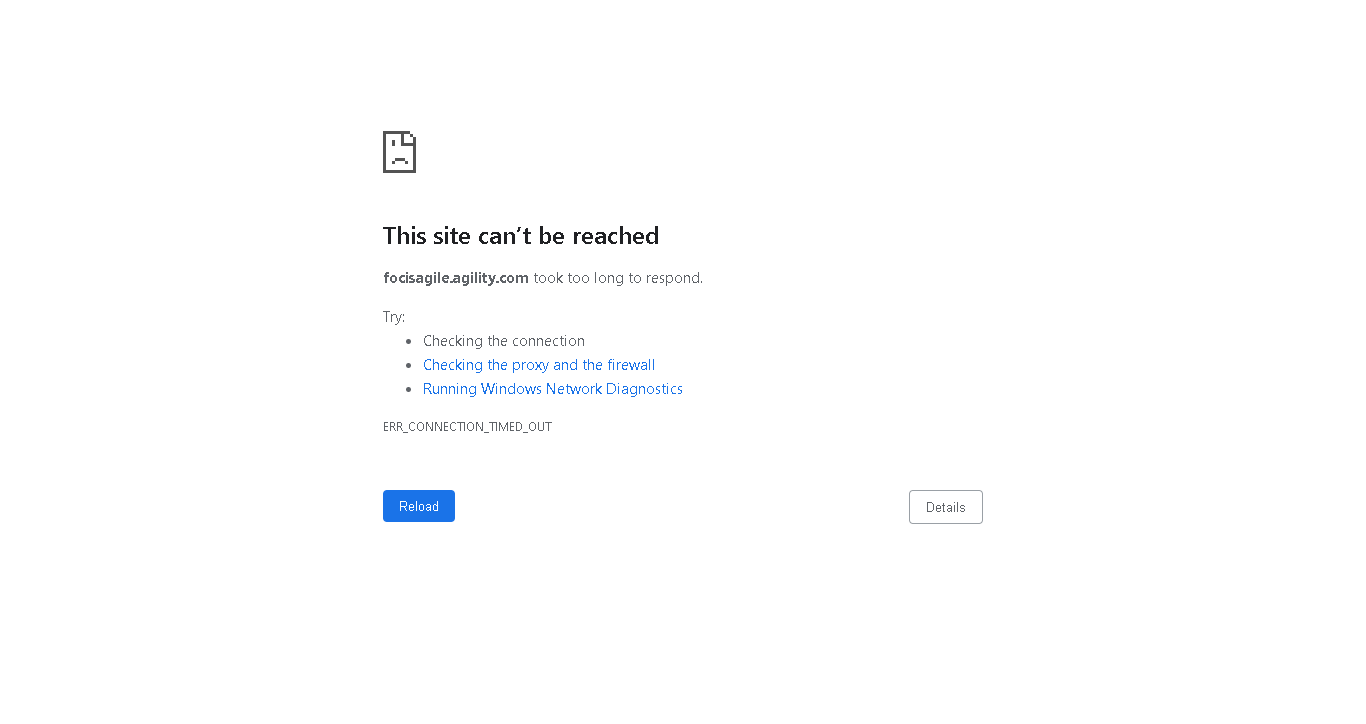 This site can’t be reached
focisagile.agility.com took too long to respond.
Try:
Checking the connection
Checking the proxy and the firewall
Running Windows Network Diagnostics
ERR_CONNECTION_TIMED_OUT
Reload
Details